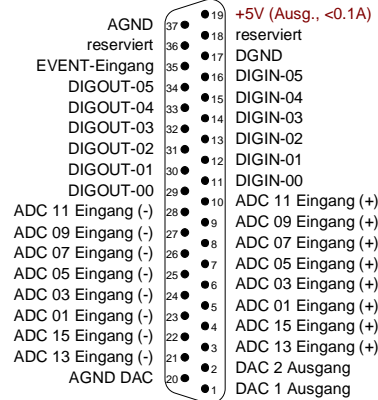 AGND 37 19 +5V (Ausg., <0.1A)
reserviert 36 18 reserviert
EVENT-Eingang 35 17 DGND
DIGOUT-05 34 16 DIGIN-05
DIGOUT-04 33 15 DIGIN-04
DIGOUT-03 32 14 DIGIN-03
DIGOUT-02 31 13 DIGIN-02
DIGOUT-01 30 12 DIGIN-01
DIGOUT-00 29 11 DIGIN-00
ADC 11 Eingang (-) 28 10 ADC 11 Eingang (+)
ADC 09 Eingang (-) 27 9 ADC 09 Eingang (+)
ADC 07 Eingang (-) 26 8 ADC 07 Eingang (+)
ADC 05 Eingang (-) 25 7 ADC 05 Eingang (+)
ADC 03 Eingang (-) 24 6 ADC 03 Eingang (+)
ADC 01 Eingang (-) 23 5 ADC 01 Eingang (+)
ADC 15 Eingang (-) 22 4 ADC 15 Eingang (+)
ADC 13 Eingang (-) 21 3 ADC 13 Eingang (+)
AGND DAC 20 2 DAC 2 Ausgang
1 DAC 1 Ausgang